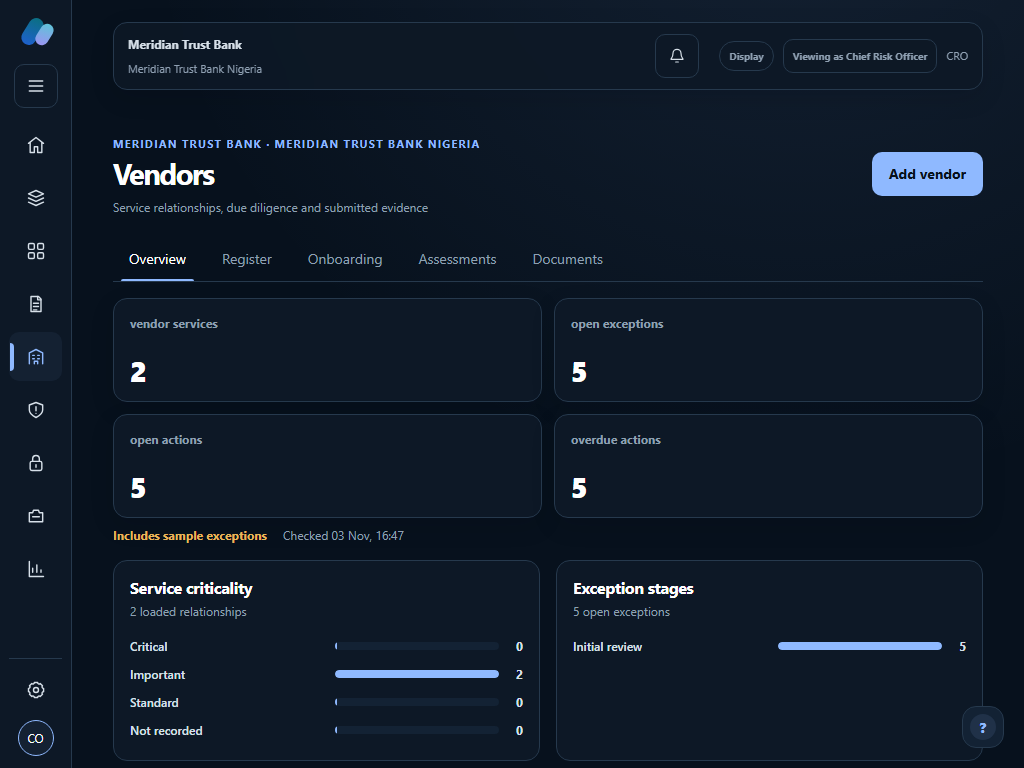 Meridian Trust Bank
Meridian Trust Bank Nigeria
Display
Viewing as Chief Risk Officer
CRO
MERIDIAN TRUST BANK · MERIDIAN TRUST BANK NIGERIA
Vendors
Service relationships, due diligence and submitted evidence
Add vendor
Overview
Register
Onboarding
Assessments
Documents
vendor services
2
open exceptions
5
open actions
5
overdue actions
5
Includes sample exceptions
Checked 03 Nov, 16:47
Service criticality
2 loaded relationships
Critical 0
Important 2
Standard 0
Not recorded 0
Exception stages
5 open exceptions
Initial review 5
?
CO